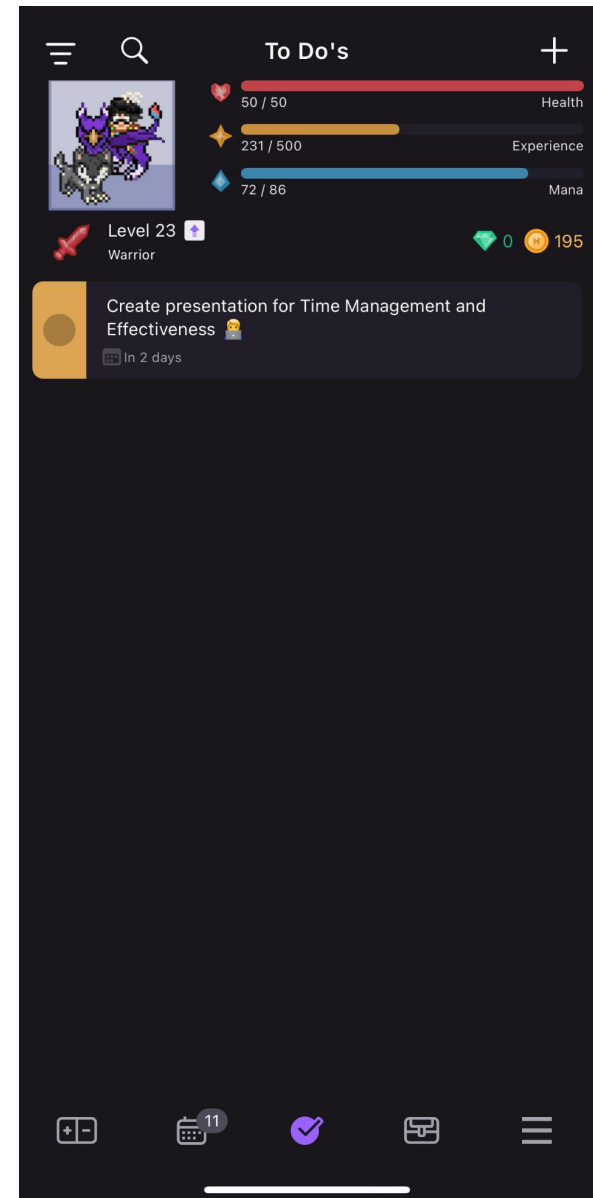 To Do's
50 / 50 Health
231 / 500 Experience
72 / 86 Mana
Level 23
Warrior
0 H 195
Create presentation for Time Management and
Effectiveness 🧑‍💻
In 2 days
11